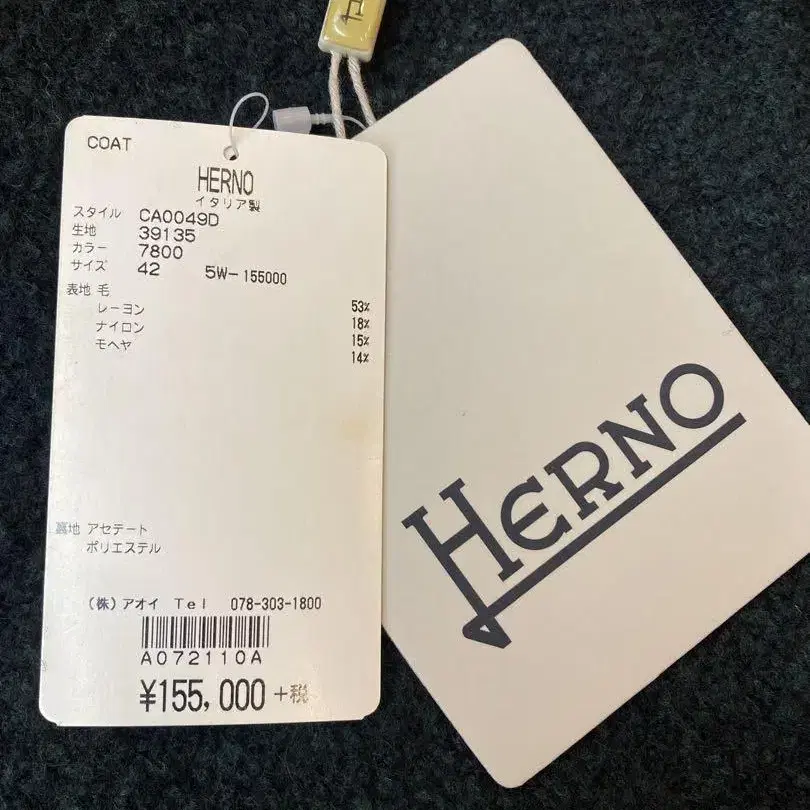 COAT
HERNO
イタリア製
スタイル CA0049D
生地 39135
カラー 7800
サイズ 42 5W-155000
表地 毛 53%
レーヨン 18%
ナイロン 15%
モヘヤ 14%
裏地 アセテート
ポリエステル
(株)アオイ Tel 078-303-1800
A072110A
¥155,000+税
HERNO